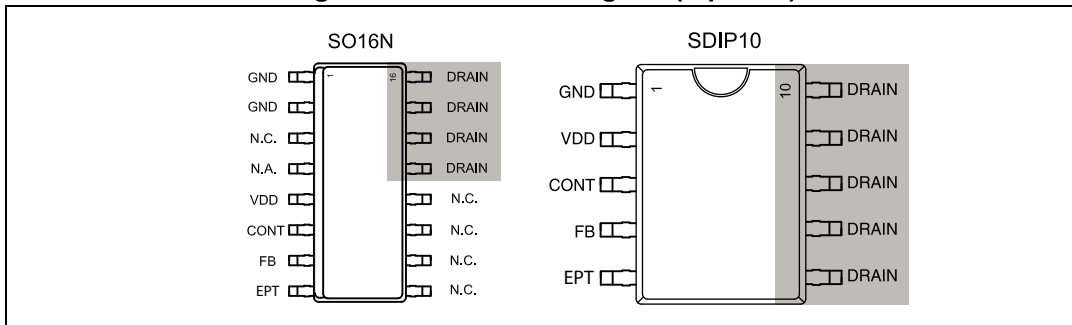 SO16N
1 16
GND DRAIN
GND DRAIN
N.C. DRAIN
N.A. DRAIN
VDD N.C.
CONT N.C.
FB N.C.
EPT N.C.
SDIP10
1 10
GND DRAIN
VDD DRAIN
CONT DRAIN
FB DRAIN
EPT DRAIN